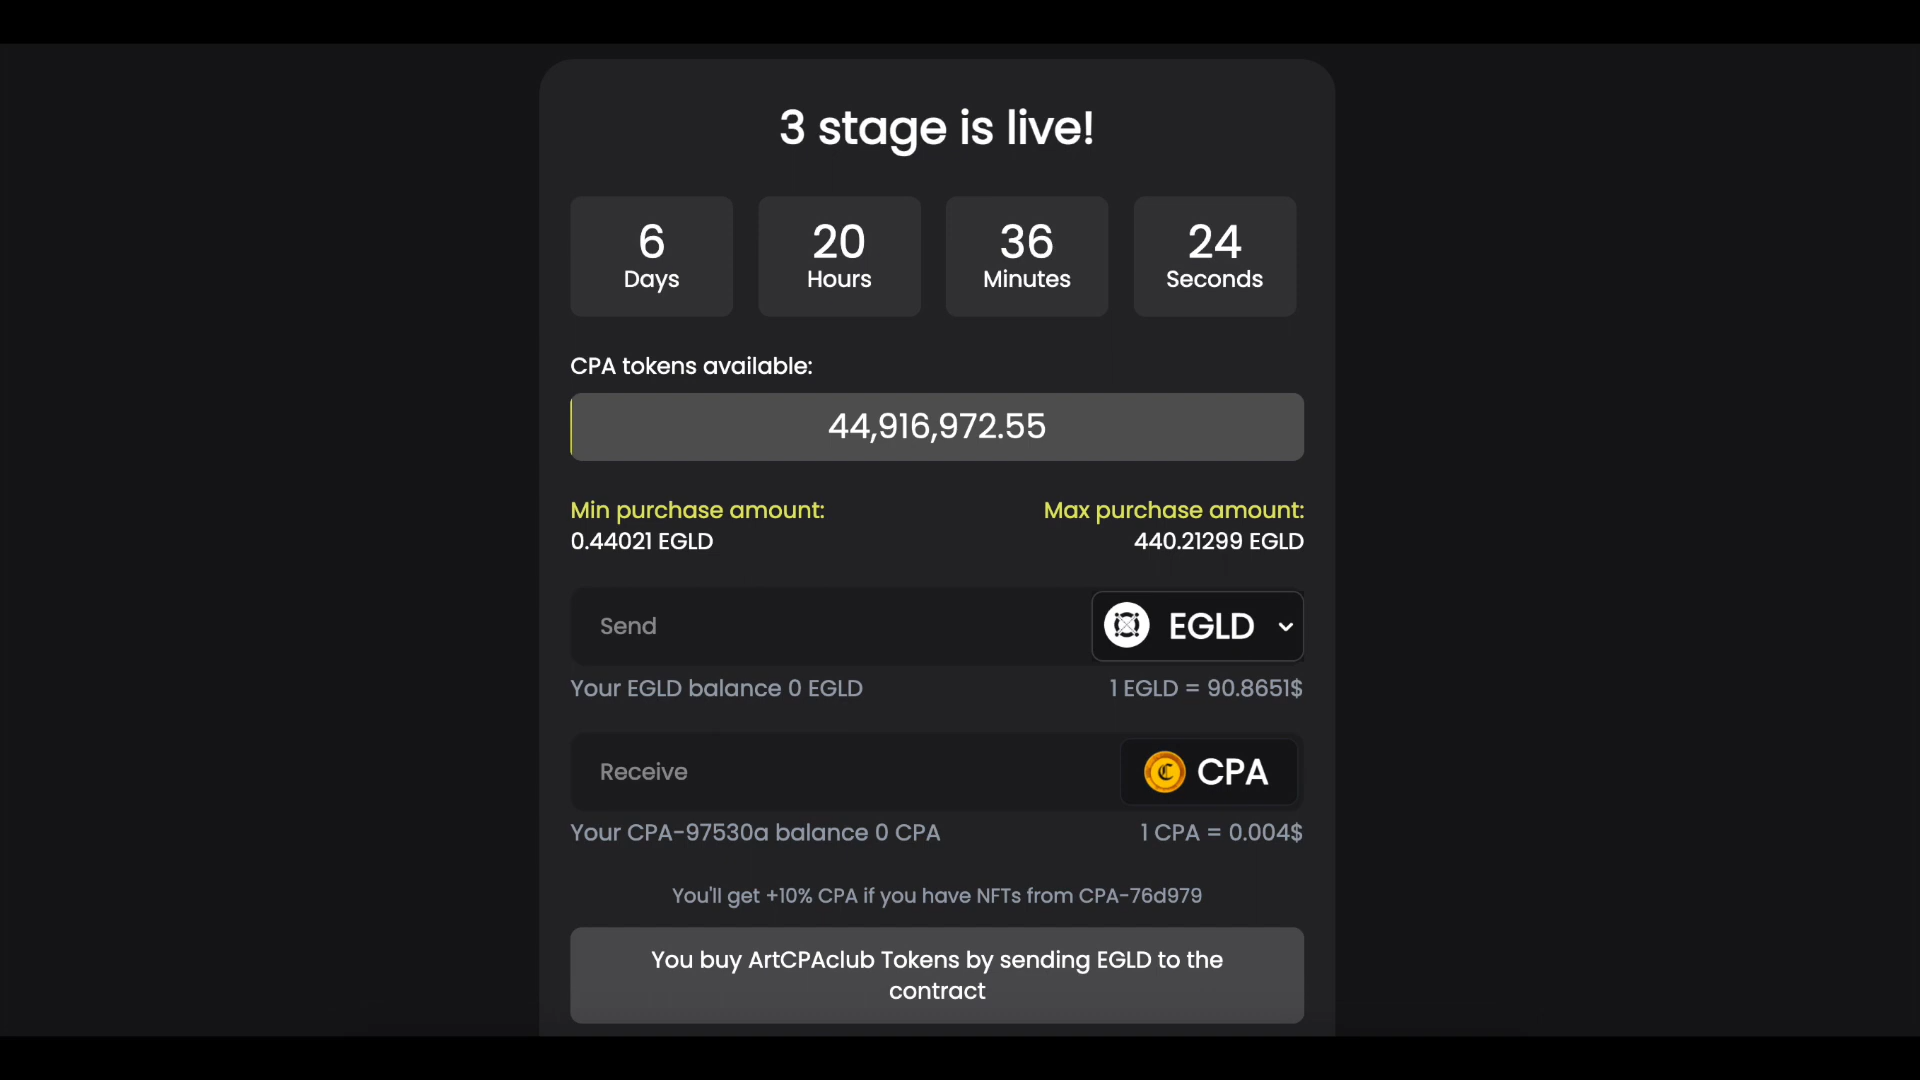 3 stage is live!
6
Days
20
Hours
36
Minutes
24
Seconds
CPA tokens available:
44,916,972.55
Min purchase amount:
0.44021 EGLD
Max purchase amount:
440.21299 EGLD
Send
EGLD
Your EGLD balance 0 EGLD
1 EGLD = 90.8651$
Receive
CPA
Your CPA-97530a balance 0 CPA
1 CPA = 0.004$
You'll get +10% CPA if you have NFTs from CPA-76d979
You buy ArtCPAclub Tokens by sending EGLD to the
contract